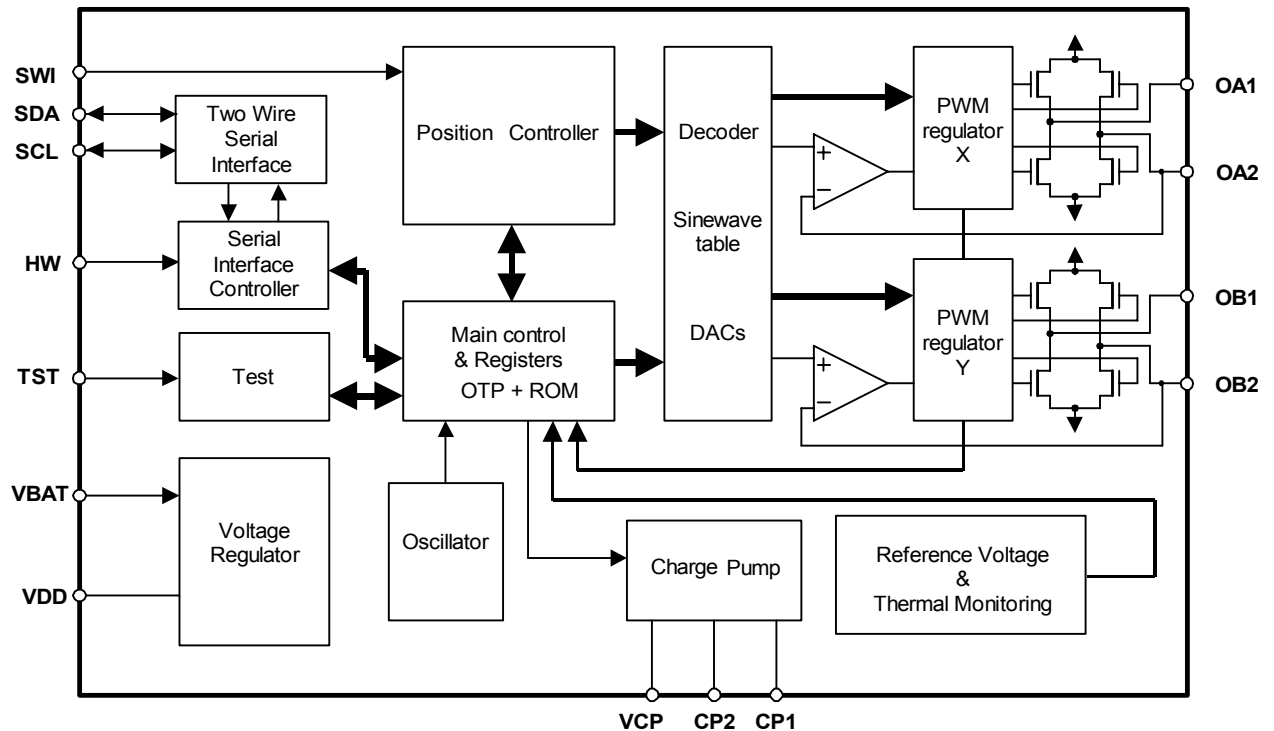 SWI
SDA
SCL
HW
TST
VBAT
VDD
Two Wire
Serial
Interface
Serial
Interface
Controller
Test
Voltage
Regulator
Position Controller
Main control
& Registers
OTP + ROM
Oscillator
Charge Pump
Decoder
Sinewave
table
DACs
+
−
+
−
PWM
regulator
X
PWM
regulator
Y
Reference Voltage
&
Thermal Monitoring
OA1
OA2
OB1
OB2
VCP CP2 CP1